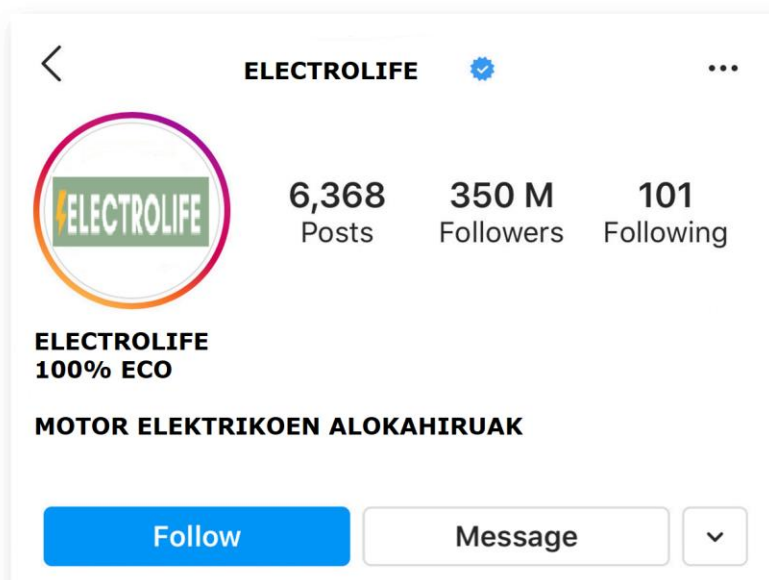 ELECTROLIFE
ELECTROLIFE
6,368 350 M 101
Posts Followers Following
ELECTROLIFE
100% ECO
MOTOR ELEKTRIKOEN ALOKAHIRUAK
Follow Message